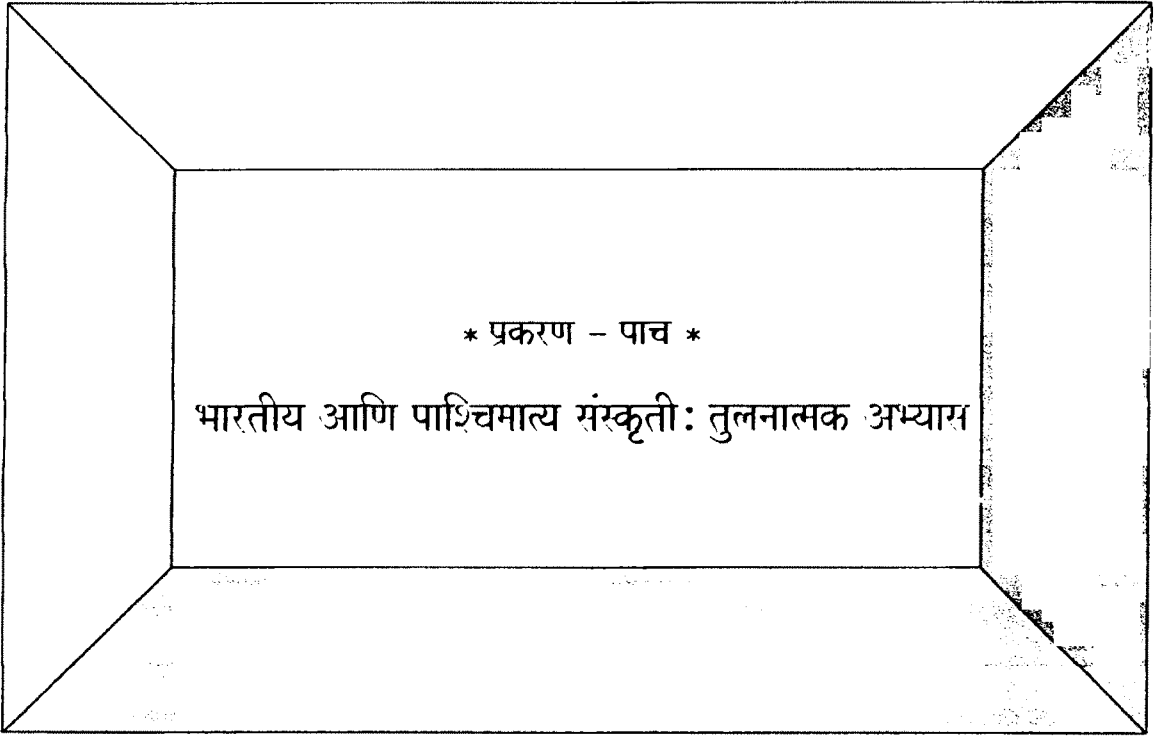 * प्रकरण – पाच *
भारतीय आणि पाश्चिमात्य संस्कृती: तुलनात्मक अभ्यास